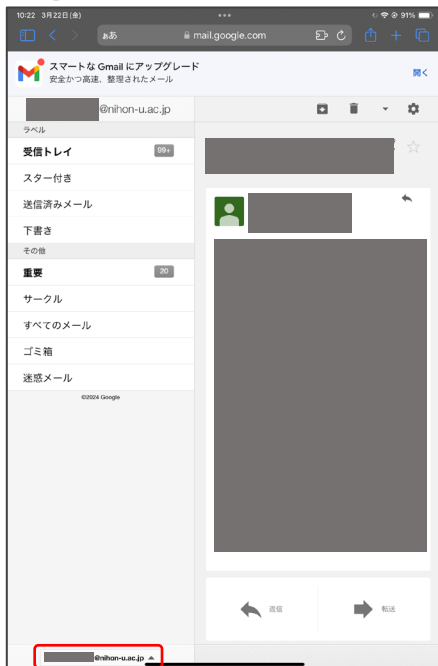 10:22 3月22日(金)
91%
ぁあ
mail.google.com
スマートな Gmail にアップグレード
安全かつ高速、整理されたメール
開く
@nihon-u.ac.jp
ラベル
受信トレイ 99+
スター付き
送信済みメール
下書き
その他
重要 20
サークル
すべてのメール
ゴミ箱
迷惑メール
©2024 Google
返信
転送
@nihon-u.ac.jp